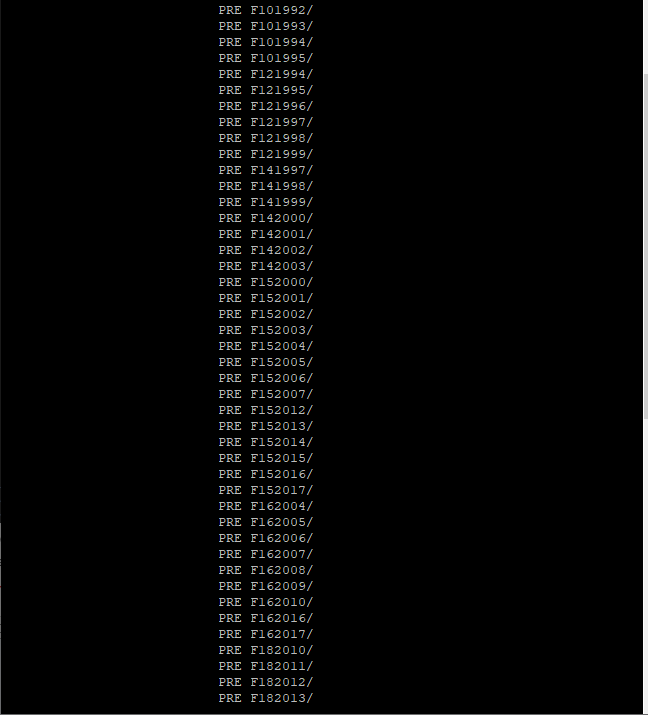 PRE F101992/
PRE F101993/
PRE F101994/
PRE F101995/
PRE F121994/
PRE F121995/
PRE F121996/
PRE F121997/
PRE F121998/
PRE F121999/
PRE F141997/
PRE F141998/
PRE F141999/
PRE F142000/
PRE F142001/
PRE F142002/
PRE F142003/
PRE F152000/
PRE F152001/
PRE F152002/
PRE F152003/
PRE F152004/
PRE F152005/
PRE F152006/
PRE F152007/
PRE F152012/
PRE F152013/
PRE F152014/
PRE F152015/
PRE F152016/
PRE F152017/
PRE F162004/
PRE F162005/
PRE F162006/
PRE F162007/
PRE F162008/
PRE F162009/
PRE F162010/
PRE F162016/
PRE F162017/
PRE F182010/
PRE F182011/
PRE F182012/
PRE F182013/